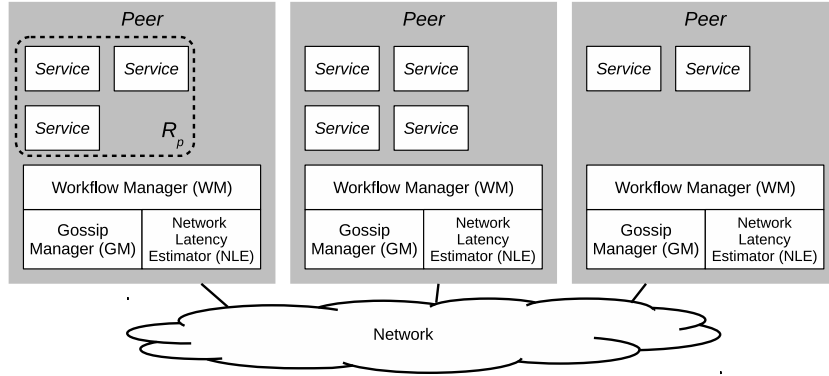 Peer
Service Service
Service
R_p
Workflow Manager (WM)
Gossip
Manager (GM)
Network
Latency
Estimator (NLE)
Peer
Service Service
Service Service
Workflow Manager (WM)
Gossip
Manager (GM)
Network
Latency
Estimator (NLE)
Peer
Service Service
Workflow Manager (WM)
Gossip
Manager (GM)
Network
Latency
Estimator (NLE)
Network